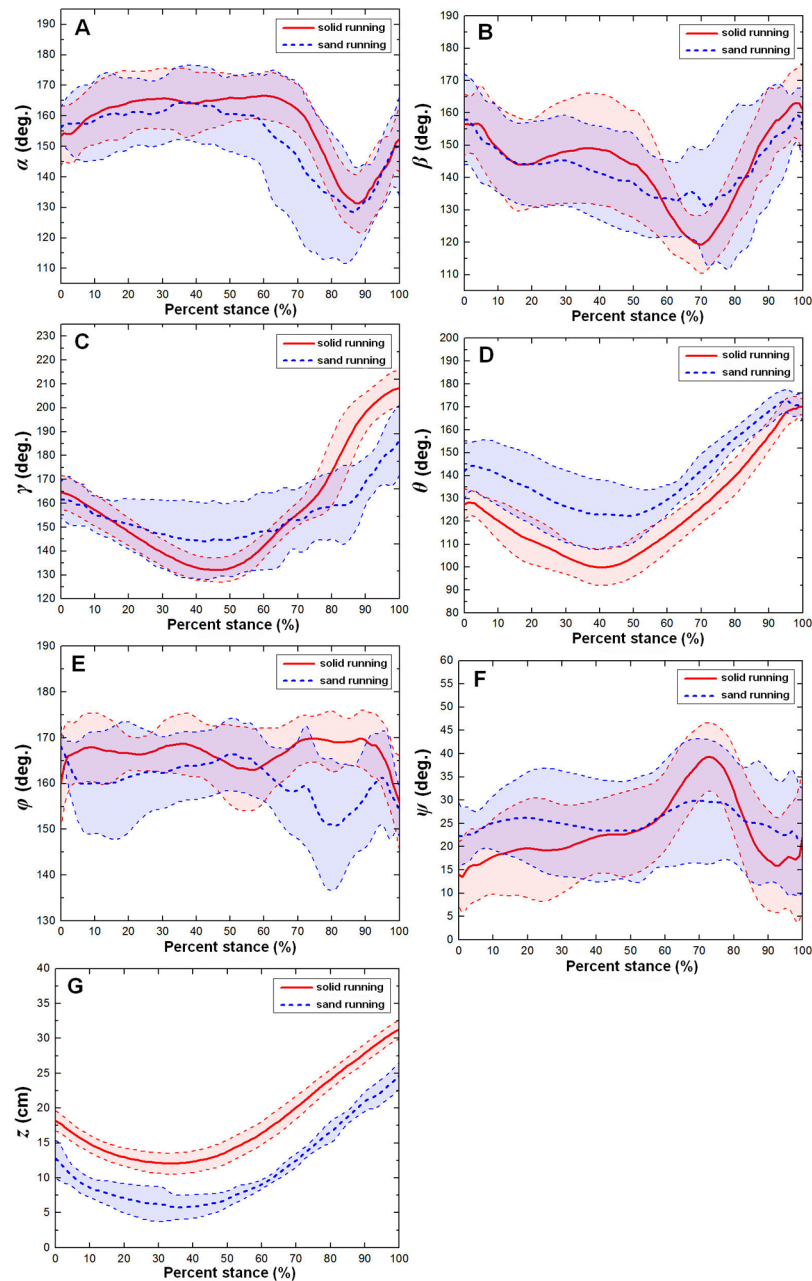 A
solid running
sand running
α (deg.)
190
180
170
160
150
140
130
120
110
0 10 20 30 40 50 60 70 80 90 100
Percent stance (%)
B
solid running
sand running
β (deg.)
190
180
170
160
150
140
130
120
110
0 10 20 30 40 50 60 70 80 90 100
Percent stance (%)
C
solid running
sand running
γ (deg.)
230
220
210
200
190
180
170
160
150
140
130
120
0 10 20 30 40 50 60 70 80 90 100
Percent stance (%)
D
solid running
sand running
θ (deg.)
200
190
180
170
160
150
140
130
120
110
100
90
80
0 10 20 30 40 50 60 70 80 90 100
Percent stance (%)
E
solid running
sand running
φ (deg.)
190
180
170
160
150
140
130
0 10 20 30 40 50 60 70 80 90 100
Percent stance (%)
F
solid running
sand running
ψ (deg.)
60
55
50
45
40
35
30
25
20
15
10
5
0
0 10 20 30 40 50 60 70 80 90 100
Percent stance (%)
G
solid running
sand running
z (cm)
40
35
30
25
20
15
10
5
0
0 10 20 30 40 50 60 70 80 90 100
Percent stance (%)